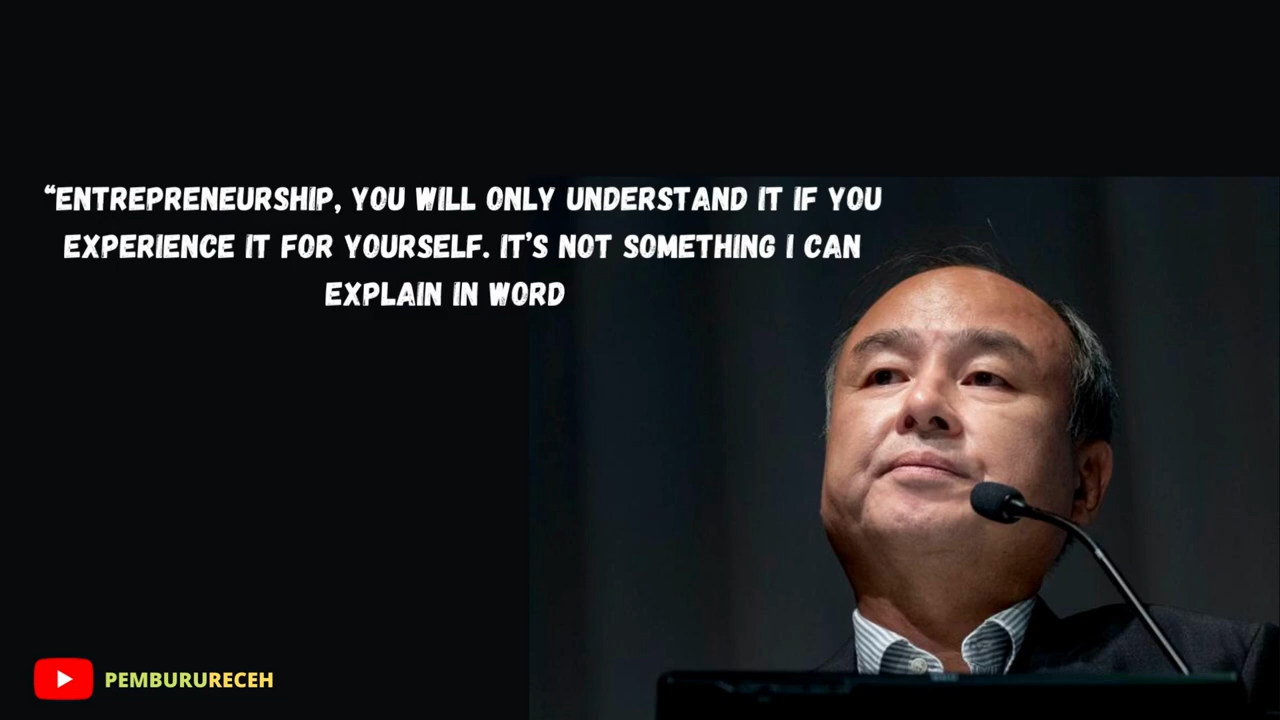 “ENTREPRENEURSHIP, YOU WILL ONLY UNDERSTAND IT IF YOU
EXPERIENCE IT FOR YOURSELF. IT’S NOT SOMETHING I CAN
EXPLAIN IN WORD
PEMBURURECEH